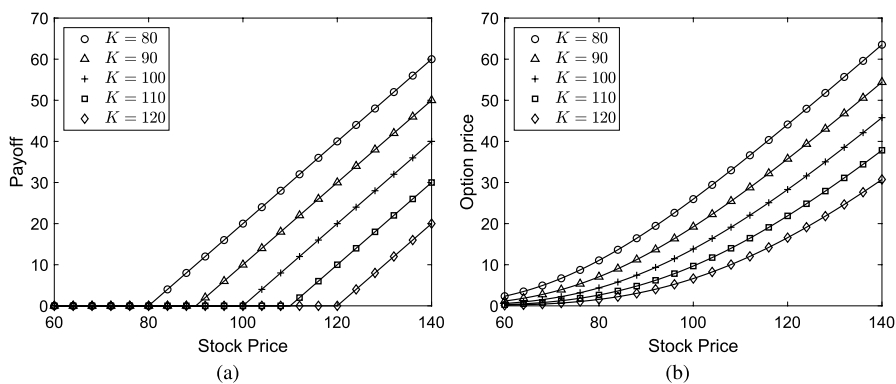 70
60
50
40
30
20
10
0
Payoff
K = 80
K = 90
K = 100
K = 110
K = 120
60 80 100 120 140
Stock Price
(a)
70
60
50
40
30
20
10
0
Option price
K = 80
K = 90
K = 100
K = 110
K = 120
60 80 100 120 140
Stock Price
(b)